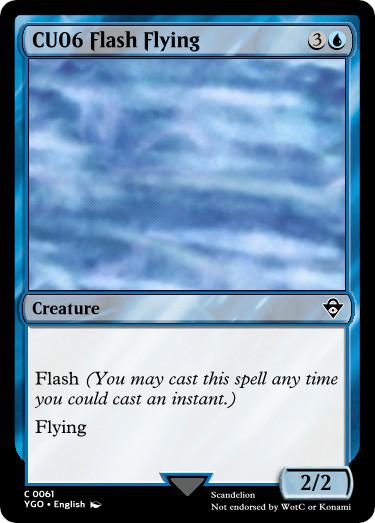 CU06 Flash Flying 3
Creature
Flash (You may cast this spell any time
you could cast an instant.)
Flying
2/2
C 0061
YGO • English
Scandelion
Not endorsed by WotC or Konami